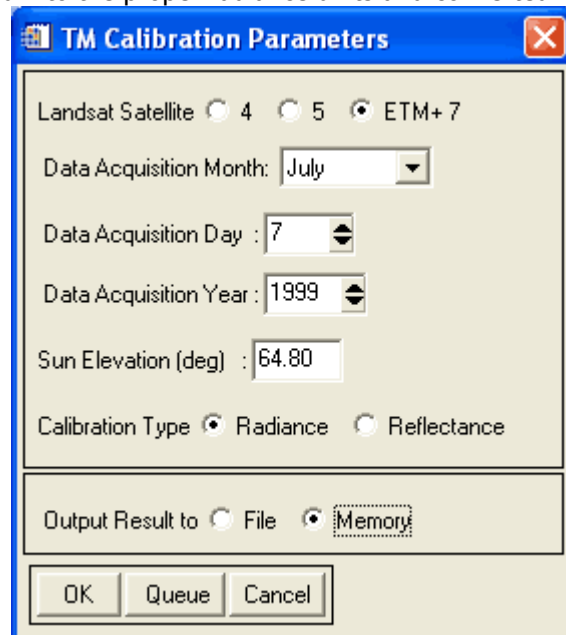 TM Calibration Parameters
Landsat Satellite 4 5 ETM+ 7
Data Acquisition Month: July
Data Acquisition Day : 7
Data Acquisition Year : 1999
Sun Elevation (deg) : 64.80
Calibration Type Radiance Reflectance
Output Result to File Memory
OK Queue Cancel